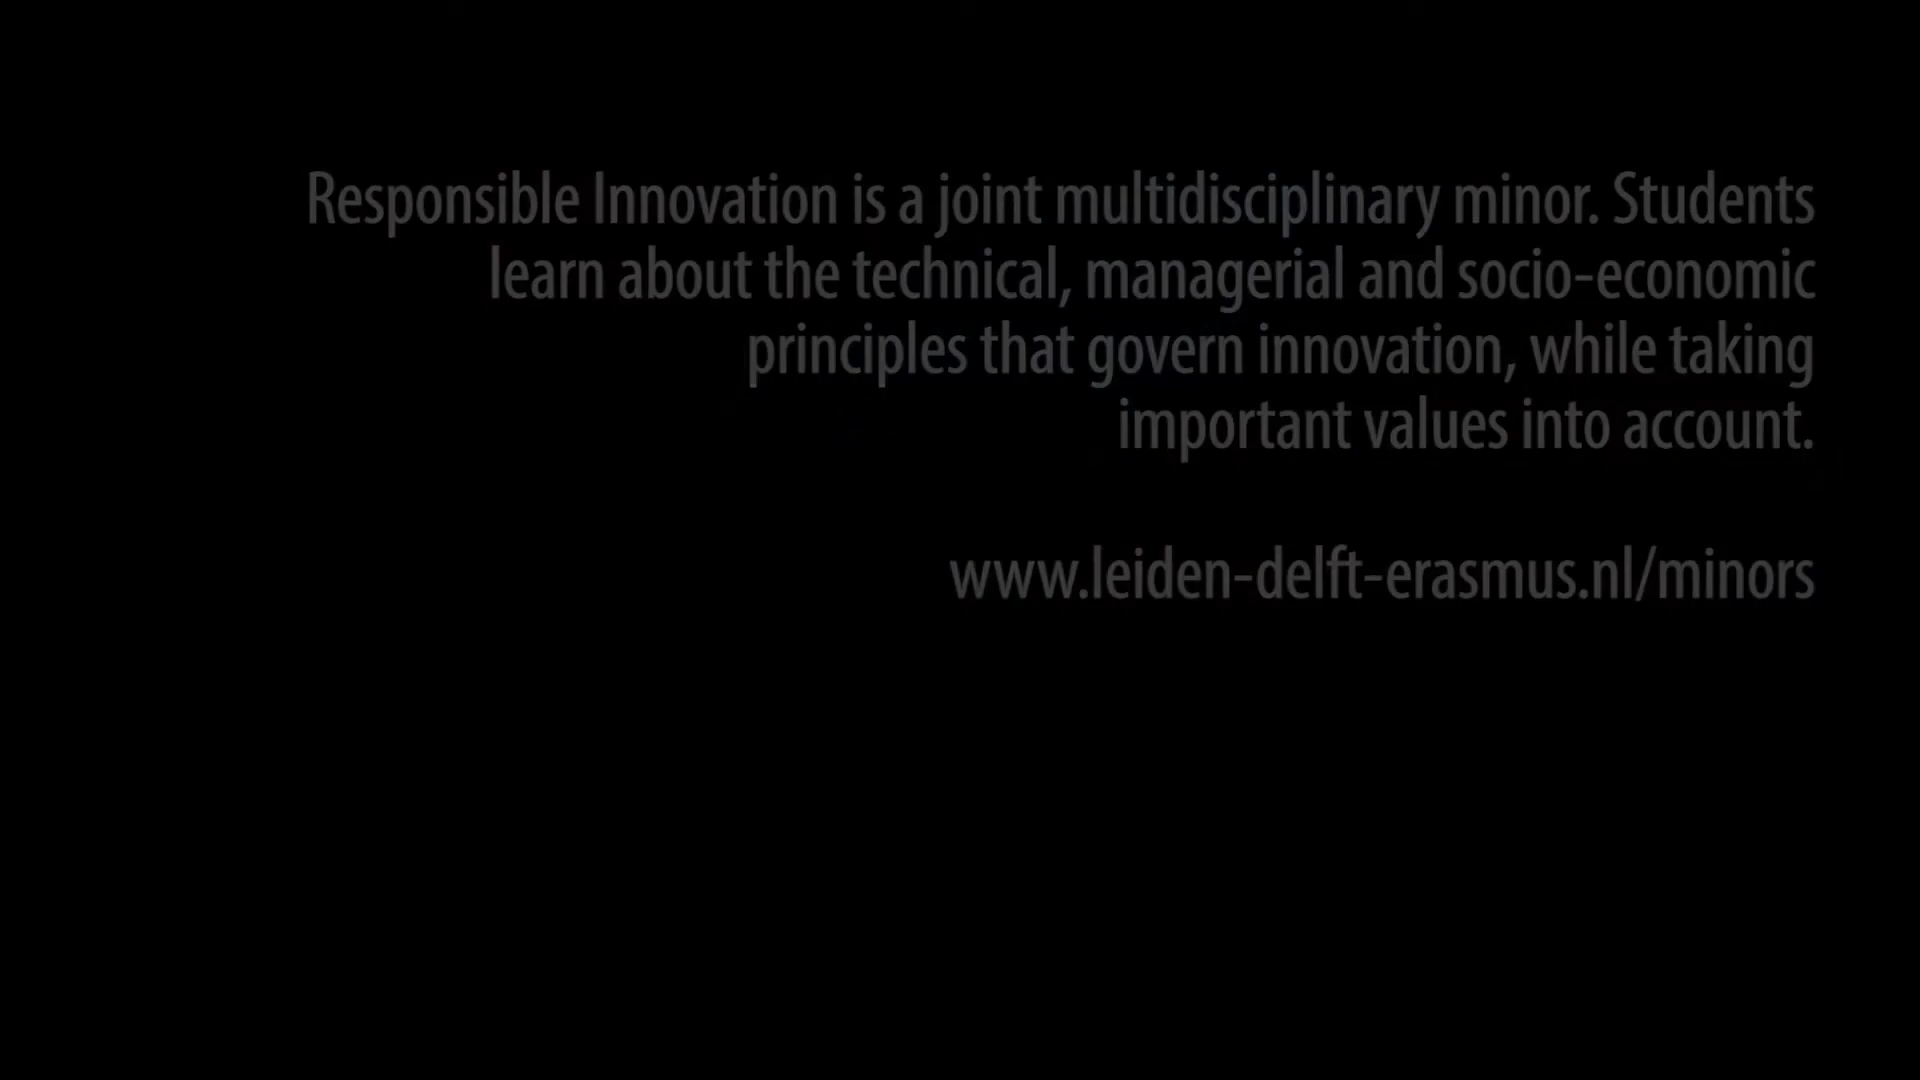 Responsible Innovation is a joint multidisciplinary minor. Students
learn about the technical, managerial and socio-economic
principles that govern innovation, while taking
important values into account.
www.leiden-delft-erasmus.nl/minors